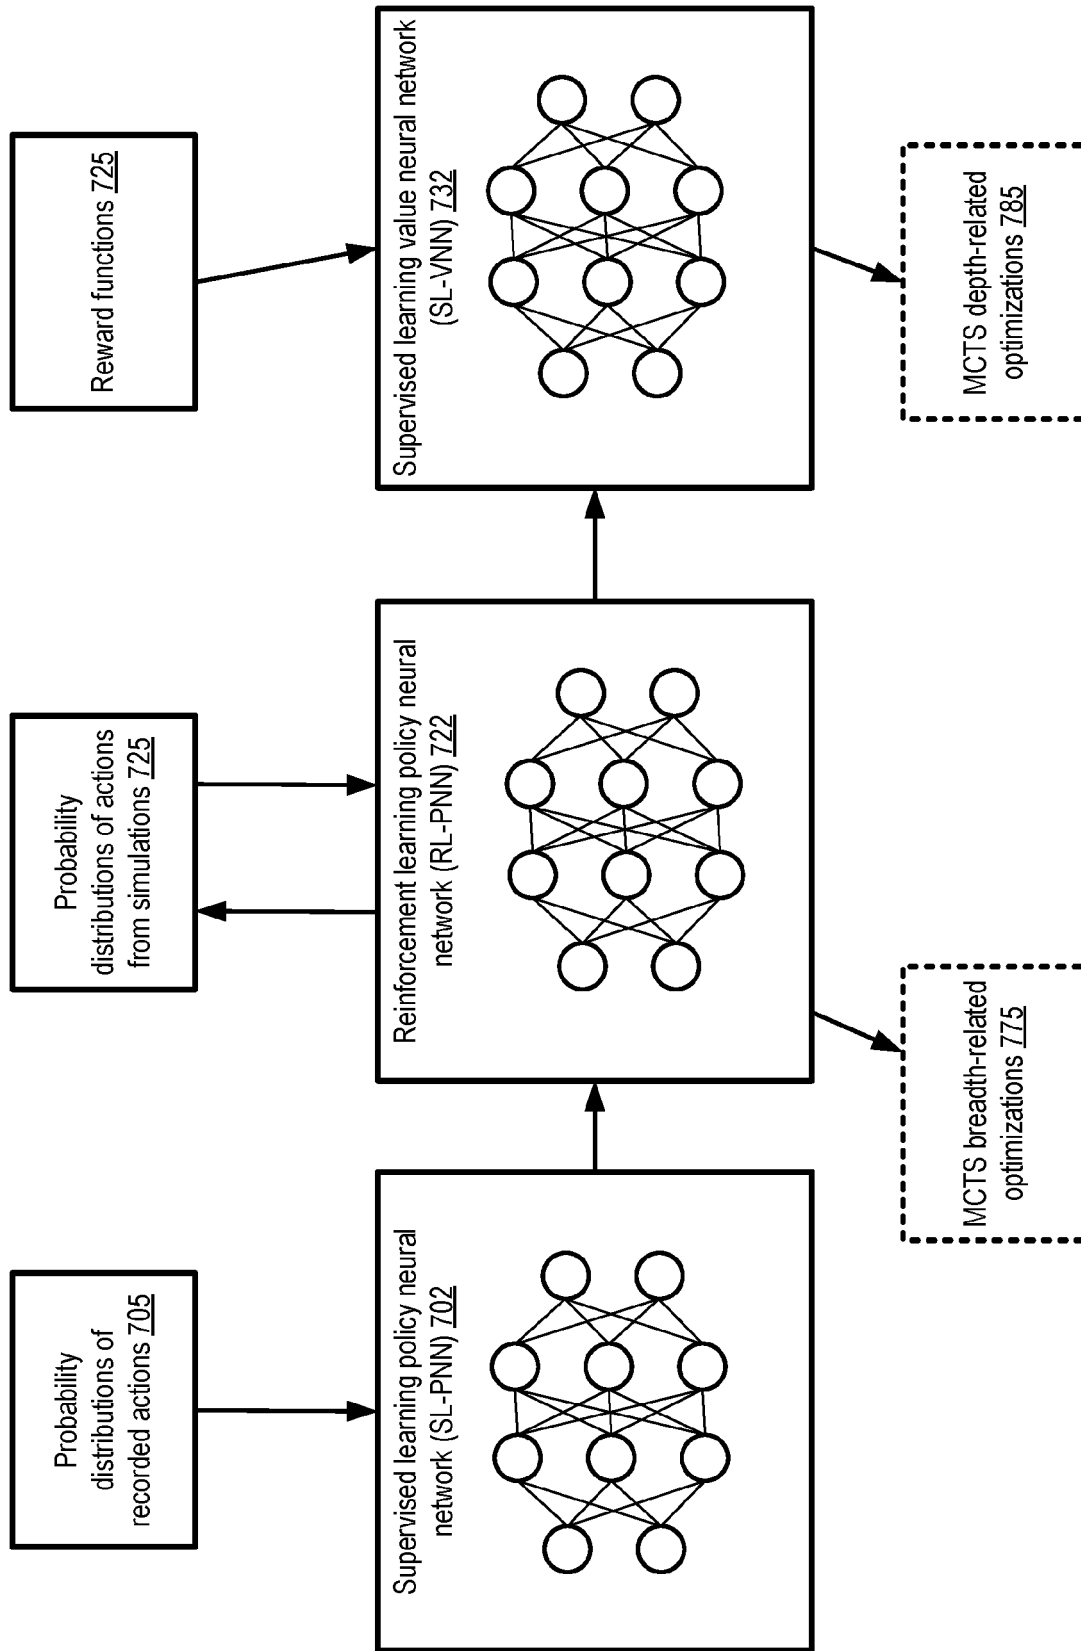 Probability
distributions of
recorded actions 705
Probability
distributions of actions
from simulations 725
Reward functions 725
Supervised learning policy neural
network (SL-PNN) 702
Reinforcement learning policy neural
network (RL-PNN) 722
Supervised learning value neural network
(SL-VNN) 732
MCTS breadth-related
optimizations 775
MCTS depth-related
optimizations 785